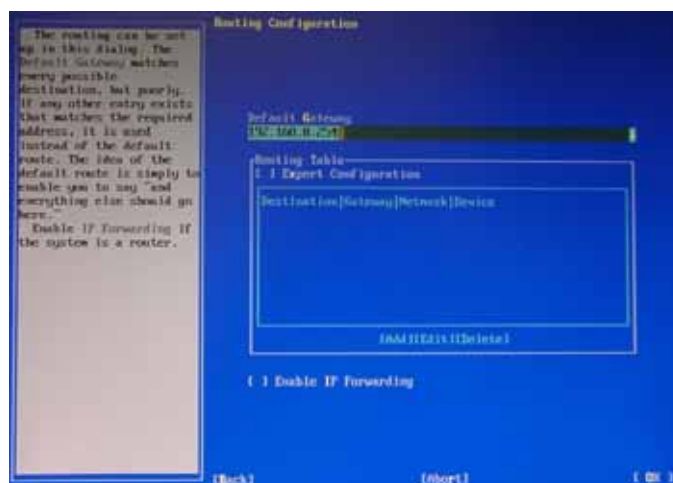 The routing can be set
up in this dialog. The
Default Gateway matches
every possible
destination, but poorly.
If any other entry exists
that matches the required
address, it is used
instead of the default
route. The idea of the
default route is simply to
enable you to say "and
everything else should go
here."
Enable IP Forwarding if
the system is a router.
Routing Configuration
Default Gateway
192.168.0.254
Routing Table
[ ] Expert Configuration
Destination|Gateway|Netmask|Device
[Add][Edit][Delete]
[ ] Enable IP Forwarding
[Back] [Abort] [ OK ]